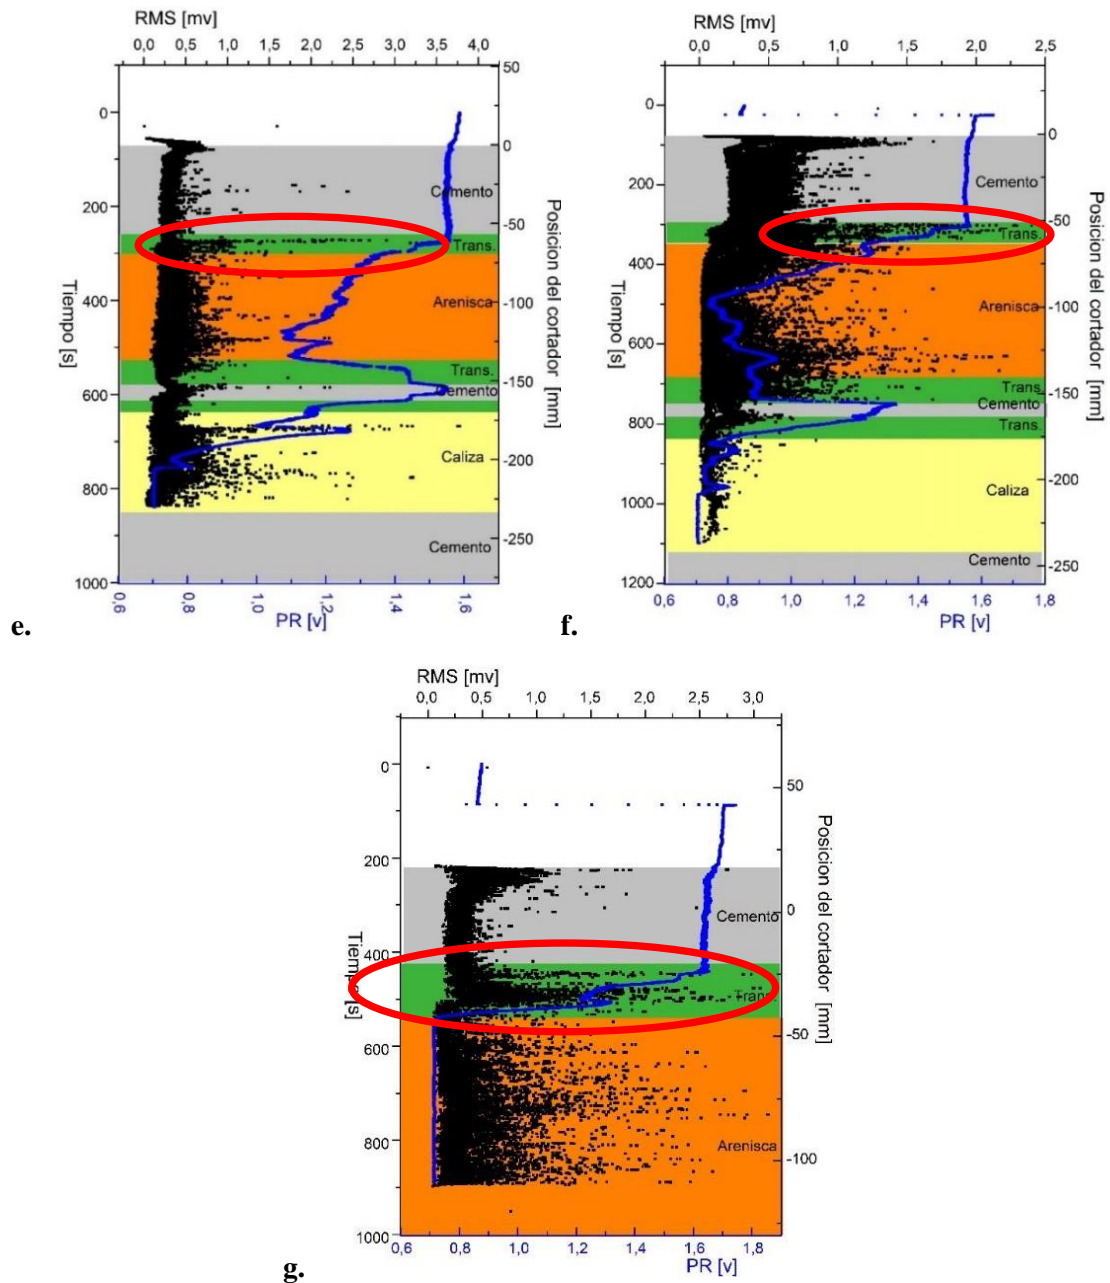 RMS [mv]
0,0 0,5 1,0 1,5 2,0 2,5 3,0 3,5 4,0
50
0
-50
-100
-150
-200
-250
Posicion del cortador [mm]
0
200
400
600
800
1000
Tiempo [s]
Cemento
Trans.
Arenisca
Trans.
Cemento
Caliza
Cemento
0,6 0,8 1,0 1,2 1,4 1,6
PR [v]
e.
RMS [mv]
0,0 0,5 1,0 1,5 2,0 2,5
0
-50
-100
-150
-200
-250
Posicion del cortador [mm]
0
200
400
600
800
1000
1200
Tiempo [s]
Cemento
Trans.
Arenisca
Trans.
Cemento
Trans.
Caliza
Cemento
0,6 0,8 1,0 1,2 1,4 1,6 1,8
PR [v]
f.
RMS [mv]
0,0 0,5 1,0 1,5 2,0 2,5 3,0
50
0
-50
-100
Posicion del cortador [mm]
0
200
400
600
800
1000
Tiempo [s]
Cemento
Trans.
Arenisca
0,6 0,8 1,0 1,2 1,4 1,6 1,8
PR [v]
g.